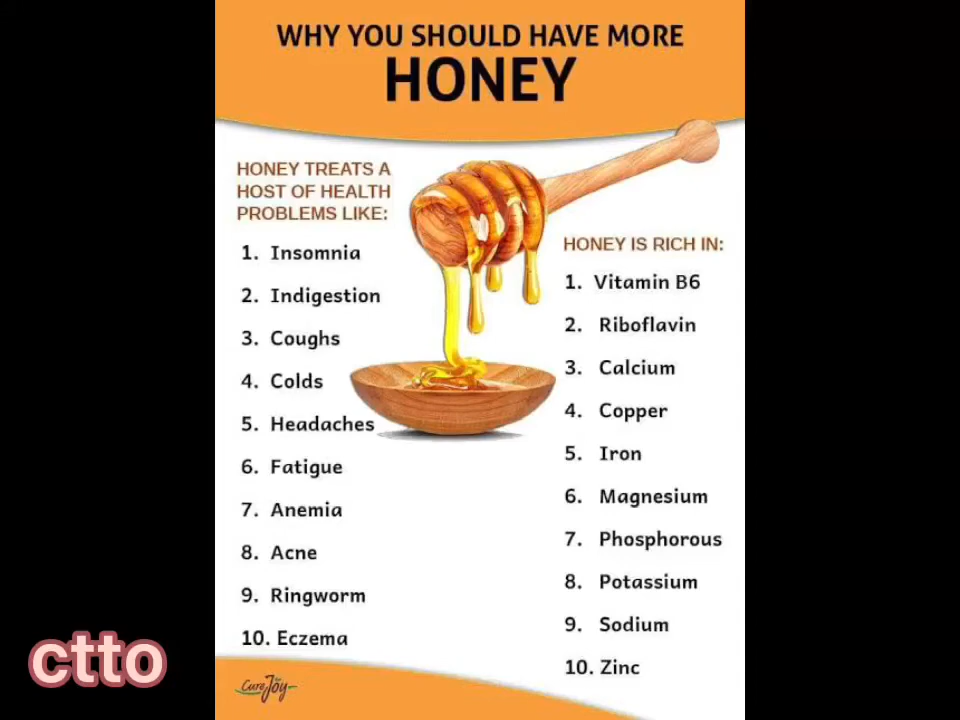 WHY YOU SHOULD HAVE MORE
HONEY
HONEY TREATS A
HOST OF HEALTH
PROBLEMS LIKE:
1. Insomnia
2. Indigestion
3. Coughs
4. Colds
5. Headaches
6. Fatigue
7. Anemia
8. Acne
9. Ringworm
10. Eczema
HONEY IS RICH IN:
1. Vitamin B6
2. Riboflavin
3. Calcium
4. Copper
5. Iron
6. Magnesium
7. Phosphorous
8. Potassium
9. Sodium
10. Zinc
ctto
CureJoy